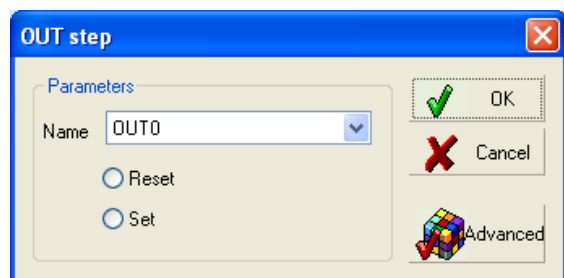 OUT step
Parameters
Name OUT0
Reset
Set
OK
Cancel
Advanced